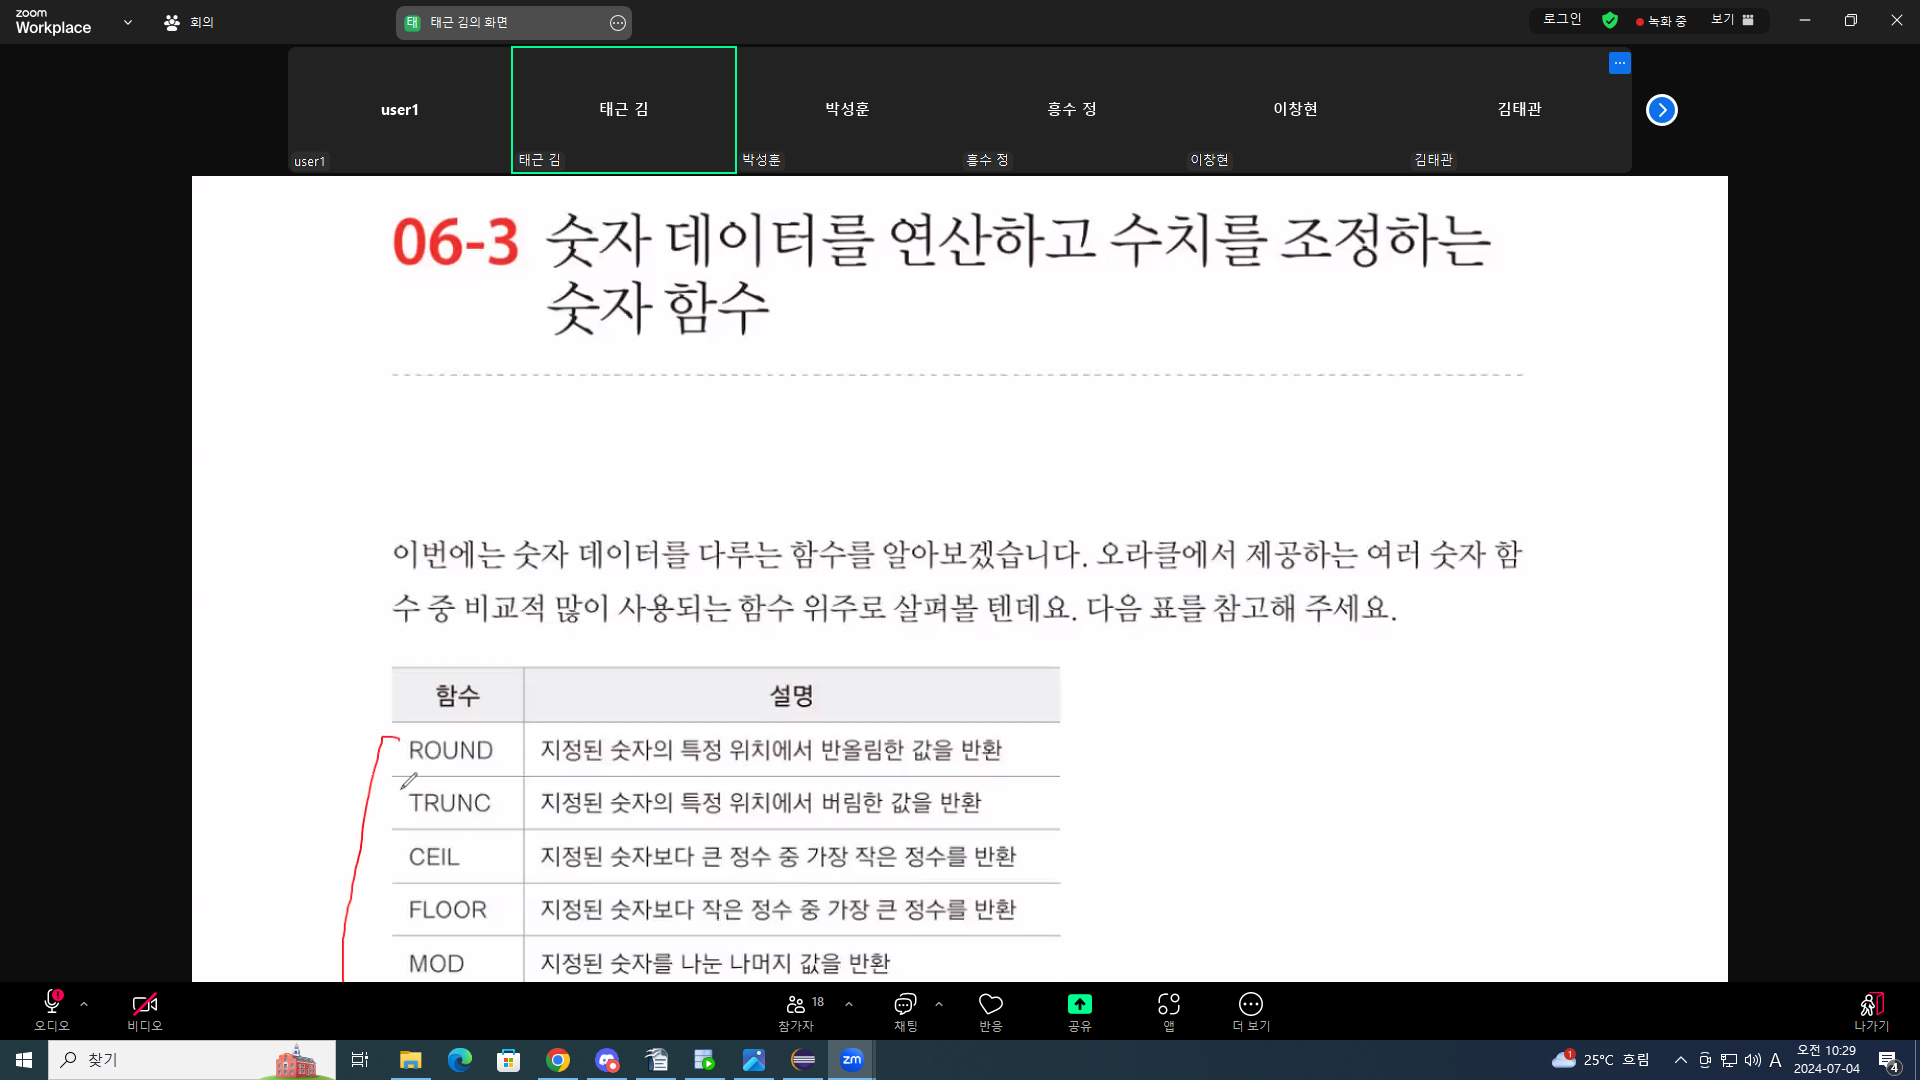 zoom
Workplace
회의
태 태근 김의 화면
로그인
녹화 중
보기
user1
태근 김
박성훈
흥수 정
이창현
김태관
user1
태근 김
박성훈
흥수 정
이창현
김태관
06-3 숫자 데이터를 연산하고 수치를 조정하는
숫자 함수
이번에는 숫자 데이터를 다루는 함수를 알아보겠습니다. 오라클에서 제공하는 여러 숫자 함
수 중 비교적 많이 사용되는 함수 위주로 살펴볼 텐데요. 다음 표를 참고해 주세요.
함수 설명
ROUND 지정된 숫자의 특정 위치에서 반올림한 값을 반환
TRUNC 지정된 숫자의 특정 위치에서 버림한 값을 반환
CEIL 지정된 숫자보다 큰 정수 중 가장 작은 정수를 반환
FLOOR 지정된 숫자보다 작은 정수 중 가장 큰 정수를 반환
MOD 지정된 숫자를 나눈 나머지 값을 반환
오디오
비디오
18
참가자
채팅
반응
공유
앱
더 보기
나가기
찾기
zm
1
25°C 흐림
A
오전 10:29
2024-07-04
4